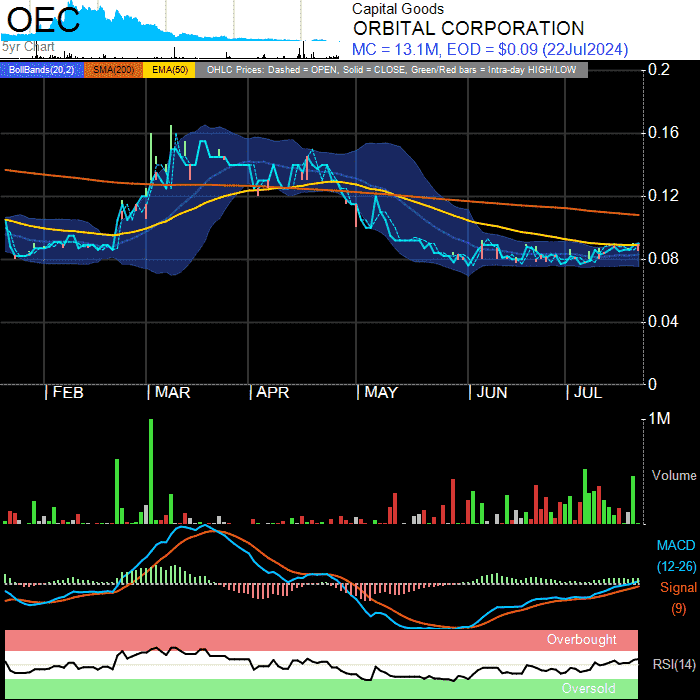 OEC
5yr Chart
Capital Goods
ORBITAL CORPORATION
MC = 13.1M, EOD = $0.09 (22Jul2024)
BollBands(20,2) SMA(200) EMA(50) OHLC Prices: Dashed = OPEN, Solid = CLOSE, Green/Red bars = Intra-day HIGH/LOW
0.2
0.16
0.12
0.08
0.04
0
FEB MAR APR MAY JUN JUL
1M
Volume
MACD
(12-26)
Signal
(9)
Overbought
RSI(14)
Oversold